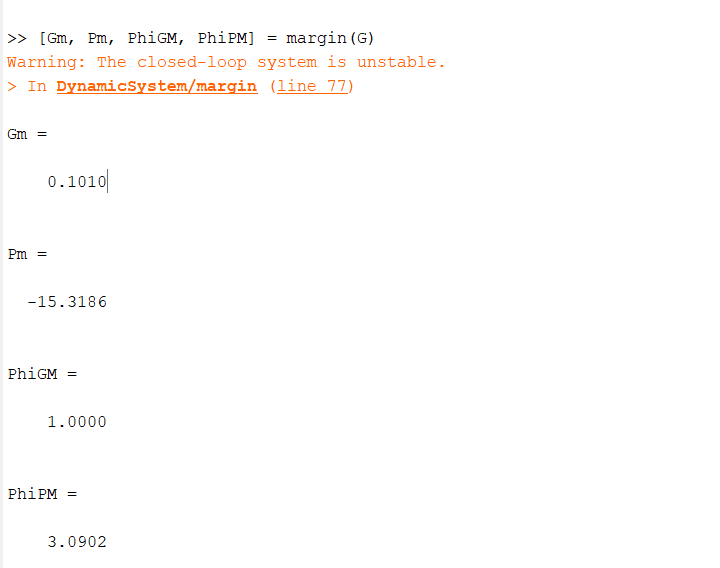 >> [Gm, Pm, PhiGM, PhiPM] = margin(G)
Warning: The closed-loop system is unstable.
> In DynamicSystem/margin (line 77)
Gm =
0.1010
Pm =
-15.3186
PhiGM =
1.0000
PhiPM =
3.0902